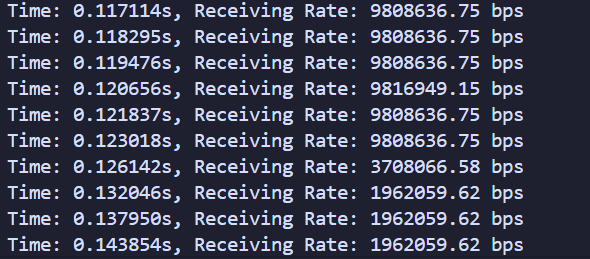 Time: 0.117114s, Receiving Rate: 9808636.75 bps
Time: 0.118295s, Receiving Rate: 9808636.75 bps
Time: 0.119476s, Receiving Rate: 9808636.75 bps
Time: 0.120656s, Receiving Rate: 9816949.15 bps
Time: 0.121837s, Receiving Rate: 9808636.75 bps
Time: 0.123018s, Receiving Rate: 9808636.75 bps
Time: 0.126142s, Receiving Rate: 3708066.58 bps
Time: 0.132046s, Receiving Rate: 1962059.62 bps
Time: 0.137950s, Receiving Rate: 1962059.62 bps
Time: 0.143854s, Receiving Rate: 1962059.62 bps